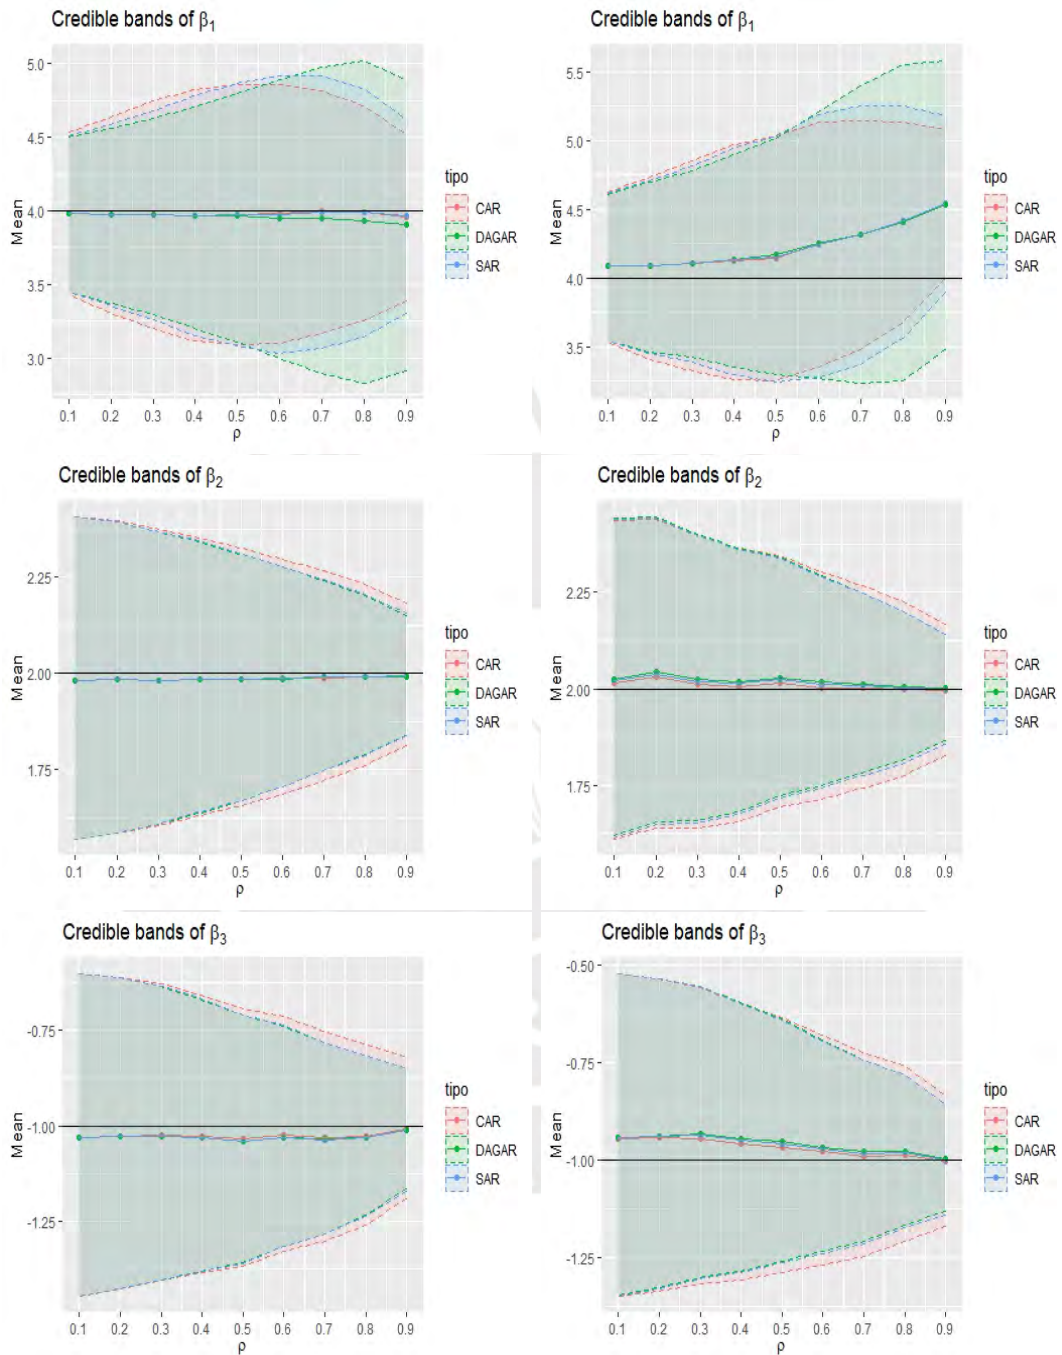 Credible bands of β1
5.0
4.5
4.0
3.5
3.0
Mean
0.1 0.2 0.3 0.4 0.5 0.6 0.7 0.8 0.9
ρ
tipo
CAR
DAGAR
SAR
Credible bands of β1
5.5
5.0
4.5
4.0
3.5
Mean
0.1 0.2 0.3 0.4 0.5 0.6 0.7 0.8 0.9
ρ
tipo
CAR
DAGAR
SAR
Credible bands of β2
2.25
2.00
1.75
Mean
0.1 0.2 0.3 0.4 0.5 0.6 0.7 0.8 0.9
ρ
tipo
CAR
DAGAR
SAR
Credible bands of β2
2.25
2.00
1.75
Mean
0.1 0.2 0.3 0.4 0.5 0.6 0.7 0.8 0.9
ρ
tipo
CAR
DAGAR
SAR
Credible bands of β3
-0.75
-1.00
-1.25
Mean
0.1 0.2 0.3 0.4 0.5 0.6 0.7 0.8 0.9
ρ
tipo
CAR
DAGAR
SAR
Credible bands of β3
-0.50
-0.75
-1.00
-1.25
Mean
0.1 0.2 0.3 0.4 0.5 0.6 0.7 0.8 0.9
ρ
tipo
CAR
DAGAR
SAR